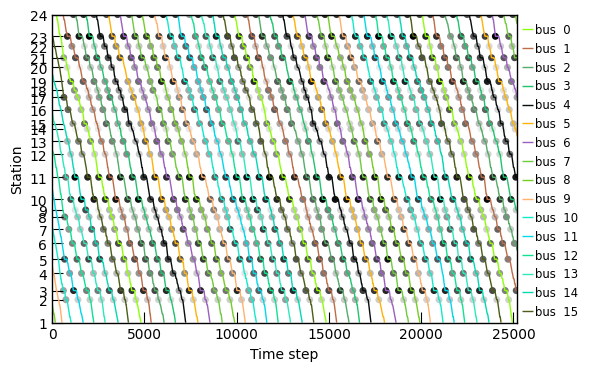 24
23
22
21
20
19
18
17
16
15
14
13
12
11
10
9
8
7
6
5
4
3
2
1
Station
0 5000 10000 15000 20000 25000
Time step
bus 0
bus 1
bus 2
bus 3
bus 4
bus 5
bus 6
bus 7
bus 8
bus 9
bus 10
bus 11
bus 12
bus 13
bus 14
bus 15